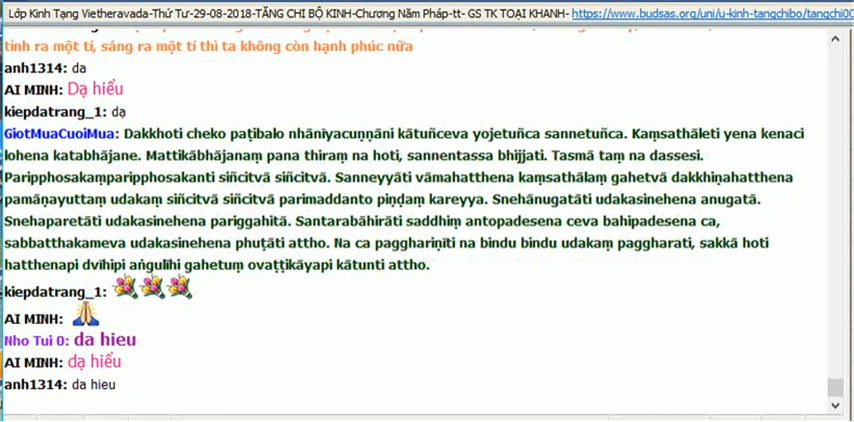 Lớp Kinh Tạng Vietheravada-Thứ Tư-29-08-2018-TĂNG CHI BỘ KINH-Chương Năm Pháp-tt- GS TK TOẠI KHANH- https://www.budsas.org/uni/u-kinh-tangchibo/tangchi0
tinh ra một tí, sáng ra một tí thì ta không còn hạnh phúc nữa
anh1314: da
AI MINH: Dạ hiểu
kiepdatrang_1: dạ
GiotMuaCuoiMua: Dakkhoti cheko paṭibalo nhānīyacuṇṇāni kātuñceva yojetuñca sannetuñca. Kaṃsathāleti yena kenaci
lohena katabhājane. Mattikābhājanaṃ pana thiraṃ na hoti, sannentassa bhijjati. Tasmā taṃ na dassesi.
Paripphosakaṃparipphosakanti siñcitvā siñcitvā. Sanneyyāti vāmahatthena kaṃsathālaṃ gahetvā dakkhiṇahatthena
pamāṇayuttaṃ udakaṃ siñcitvā siñcitvā parimaddanto piṇḍaṃ kareyya. Snehānugatāti udakasinehena anugatā.
Snehaparetāti udakasinehena pariggahitā. Santarabāhirāti saddhiṃ antopadesena ceva bahipadesena ca,
sabbatthakameva udakasinehena phuṭāti attho. Na ca pagghariṇīti na bindu bindu udakaṃ paggharati, sakkā hoti
hatthenapi dvīhipi aṅgulīhi gahetuṃ ovaṭṭikāyapi kātunti attho.
kiepdatrang_1:
AI MINH:
Nho Tui 0: da hieu
AI MINH: dạ hiểu
anh1314: da hieu